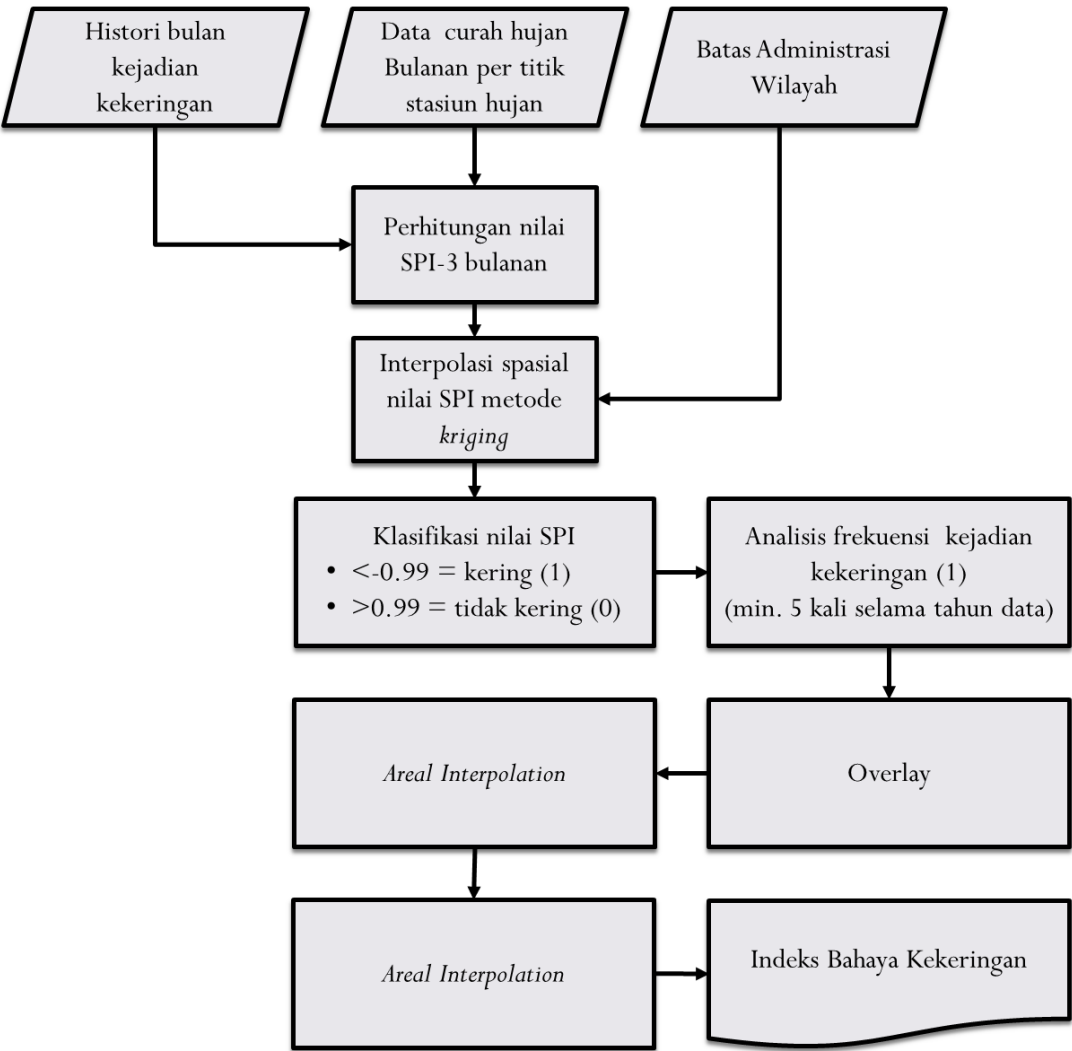 Histori bulan
kejadian
kekeringan
Data curah hujan
Bulanan per titik
stasiun hujan
Batas Administrasi
Wilayah
Perhitungan nilai
SPI-3 bulanan
Interpolasi spasial
nilai SPI metode
kriging
Klasifikasi nilai SPI
• <-0.99 = kering (1)
• >0.99 = tidak kering (0)
Analisis frekuensi kejadian
kekeringan (1)
(min. 5 kali selama tahun data)
Areal Interpolation
Overlay
Areal Interpolation
Indeks Bahaya Kekeringan